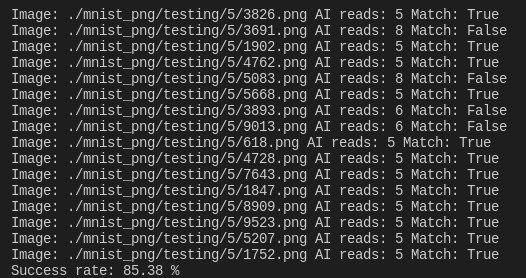 Image: ./mnist_png/testing/5/3826.png AI reads: 5 Match: True
Image: ./mnist_png/testing/5/3691.png AI reads: 8 Match: False
Image: ./mnist_png/testing/5/1902.png AI reads: 5 Match: True
Image: ./mnist_png/testing/5/4762.png AI reads: 5 Match: True
Image: ./mnist_png/testing/5/5083.png AI reads: 8 Match: False
Image: ./mnist_png/testing/5/5668.png AI reads: 5 Match: True
Image: ./mnist_png/testing/5/3893.png AI reads: 6 Match: False
Image: ./mnist_png/testing/5/9013.png AI reads: 6 Match: False
Image: ./mnist_png/testing/5/618.png AI reads: 5 Match: True
Image: ./mnist_png/testing/5/4728.png AI reads: 5 Match: True
Image: ./mnist_png/testing/5/7643.png AI reads: 5 Match: True
Image: ./mnist_png/testing/5/1847.png AI reads: 5 Match: True
Image: ./mnist_png/testing/5/8909.png AI reads: 5 Match: True
Image: ./mnist_png/testing/5/9523.png AI reads: 5 Match: True
Image: ./mnist_png/testing/5/5207.png AI reads: 5 Match: True
Image: ./mnist_png/testing/5/1752.png AI reads: 5 Match: True
Success rate: 85.38 %